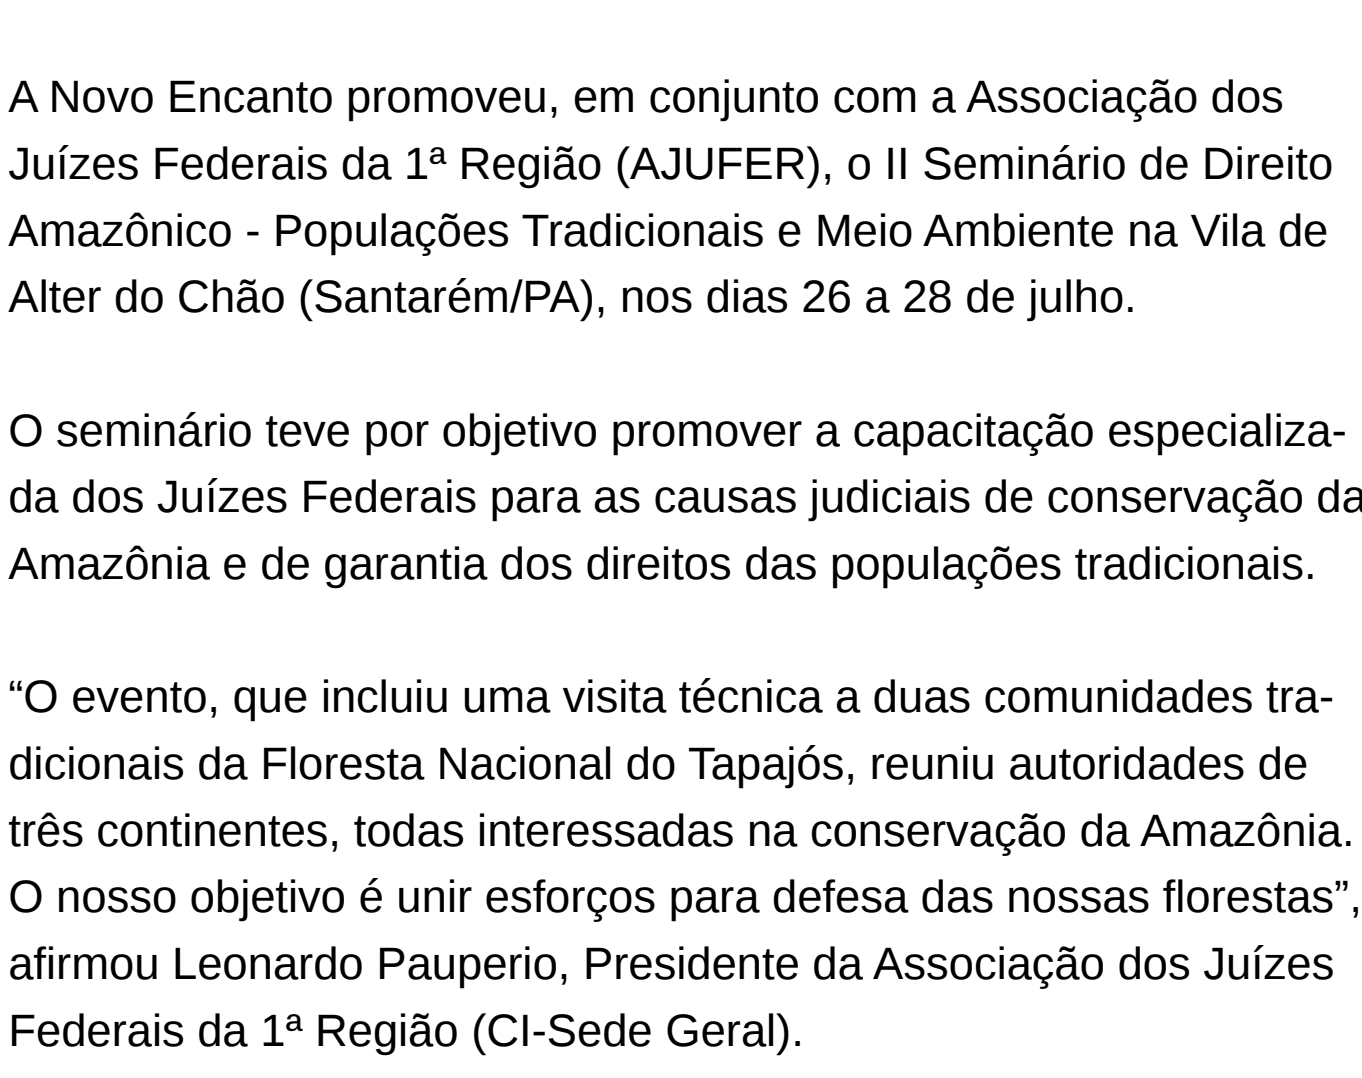 A Novo Encanto promoveu, em conjunto com a Associação dos
Juízes Federais da 1ª Região (AJUFER), o II Seminário de Direito
Amazônico - Populações Tradicionais e Meio Ambiente na Vila de
Alter do Chão (Santarém/PA), nos dias 26 a 28 de julho.
O seminário teve por objetivo promover a capacitação especializa-
da dos Juízes Federais para as causas judiciais de conservação da
Amazônia e de garantia dos direitos das populações tradicionais.
“O evento, que incluiu uma visita técnica a duas comunidades tra-
dicionais da Floresta Nacional do Tapajós, reuniu autoridades de
três continentes, todas interessadas na conservação da Amazônia.
O nosso objetivo é unir esforços para defesa das nossas florestas”,
afirmou Leonardo Pauperio, Presidente da Associação dos Juízes
Federais da 1ª Região (CI-Sede Geral).